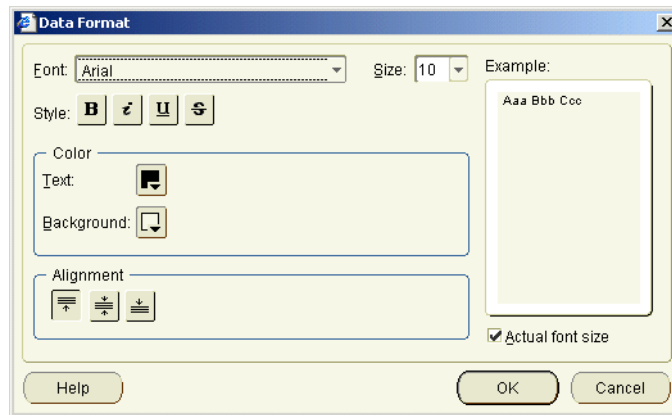 Data Format
Font: Arial Size: 10 Example:
Aaa Bbb Ccc
Style: B i U S
Color
Text:
Background:
Alignment
Actual font size
Help OK Cancel